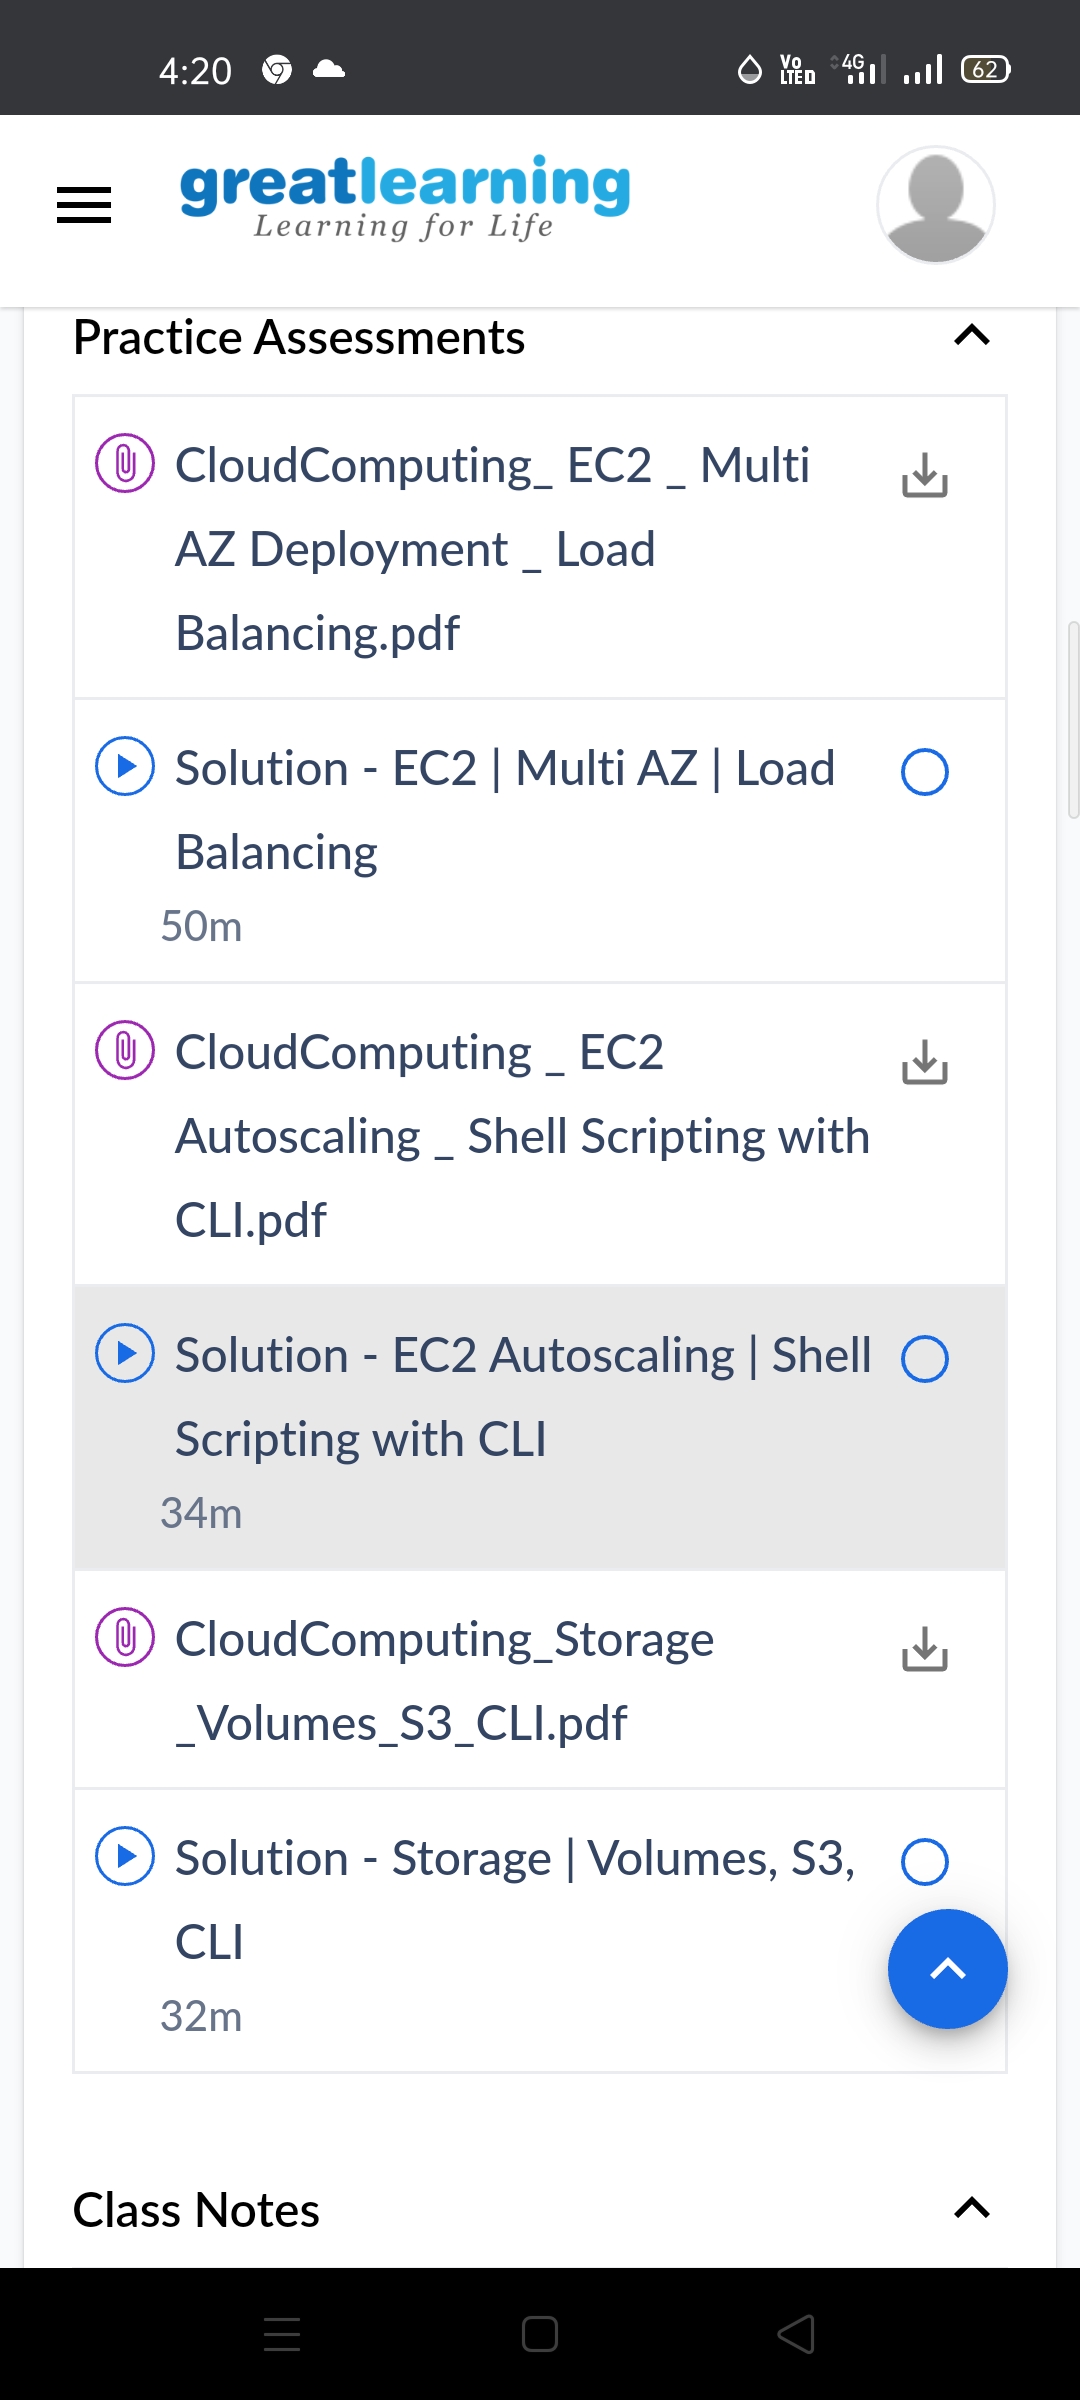 4:20
Vo LTE D
4G
62
greatlearning
Learning for Life
Practice Assessments
CloudComputing_ EC2 _ Multi
AZ Deployment _ Load
Balancing.pdf
Solution - EC2 | Multi AZ | Load
Balancing
50m
CloudComputing _ EC2
Autoscaling _ Shell Scripting with
CLI.pdf
Solution - EC2 Autoscaling | Shell
Scripting with CLI
34m
CloudComputing_Storage
_Volumes_S3_CLI.pdf
Solution - Storage | Volumes, S3,
CLI
32m
Class Notes